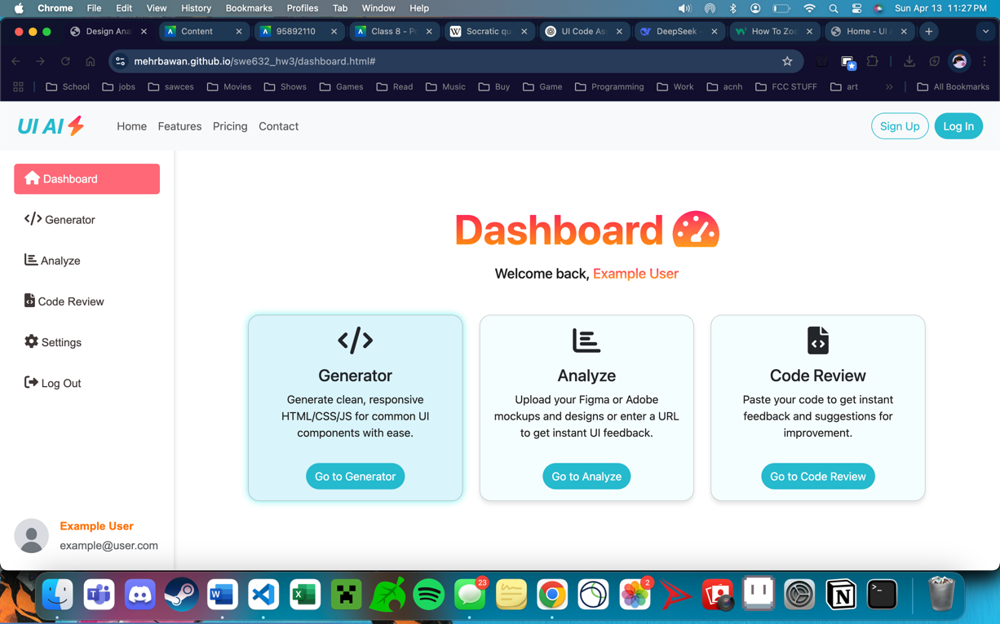 Chrome File Edit View History Bookmarks Profiles Tab Window Help Sun Apr 13 11:27 PM
Design Ana Content 95892110 Class 8 - P Socratic qu UI Code Ass DeepSeek - How To Zoo Home - UI
mehrbawan.github.io/swe632_hw3/dashboard.html#
School jobs sawces Movies Shows Games Read Music Buy Game Programming Work acnh FCC STUFF art » All Bookmarks
UI AI Home Features Pricing Contact Sign Up Log In
Dashboard
Generator
Analyze
Code Review
Settings
Log Out
Example User
example@user.com
Dashboard
Welcome back, Example User
Generator
Generate clean, responsive
HTML/CSS/JS for common UI
components with ease.
Go to Generator
Analyze
Upload your Figma or Adobe
mockups and designs or enter a URL
to get instant UI feedback.
Go to Analyze
Code Review
Paste your code to get instant
feedback and suggestions for
improvement.
Go to Code Review
23
2